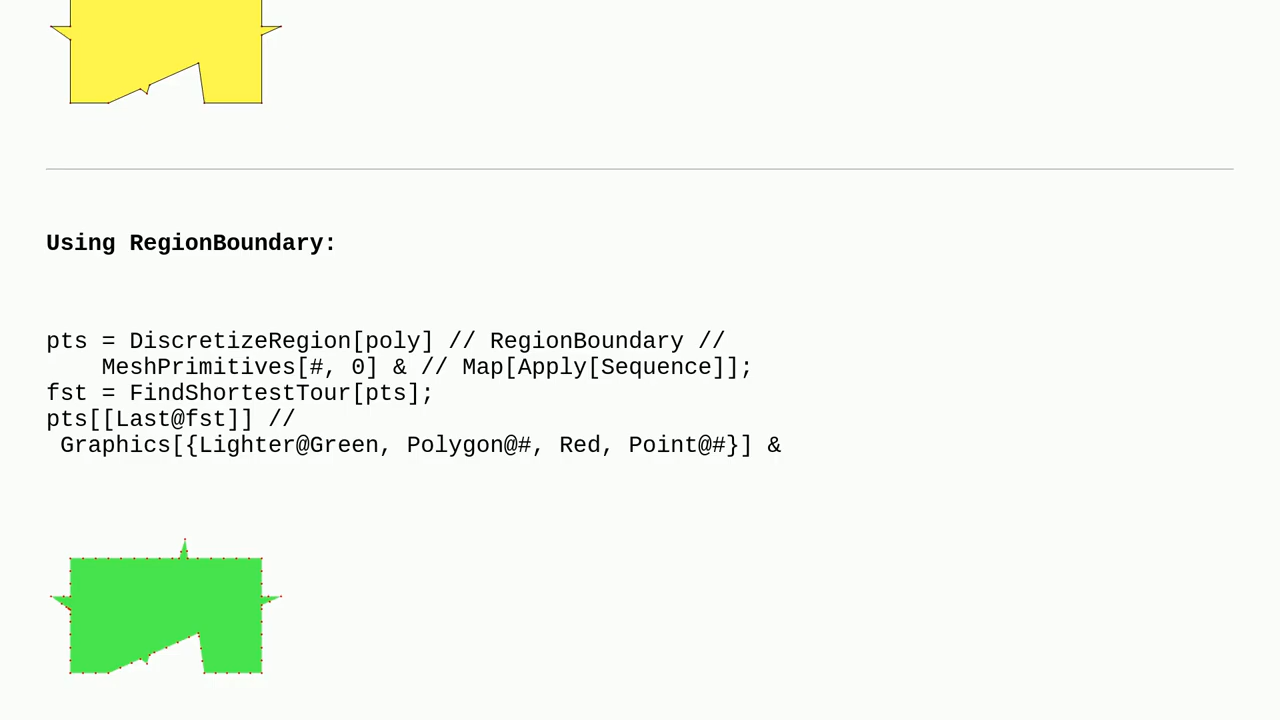 Using RegionBoundary:
pts = DiscretizeRegion[poly] // RegionBoundary //
    MeshPrimitives[#, 0] & // Map[Apply[Sequence]];
fst = FindShortestTour[pts];
pts[[Last@fst]] //
 Graphics[{Lighter@Green, Polygon@#, Red, Point@#}] &